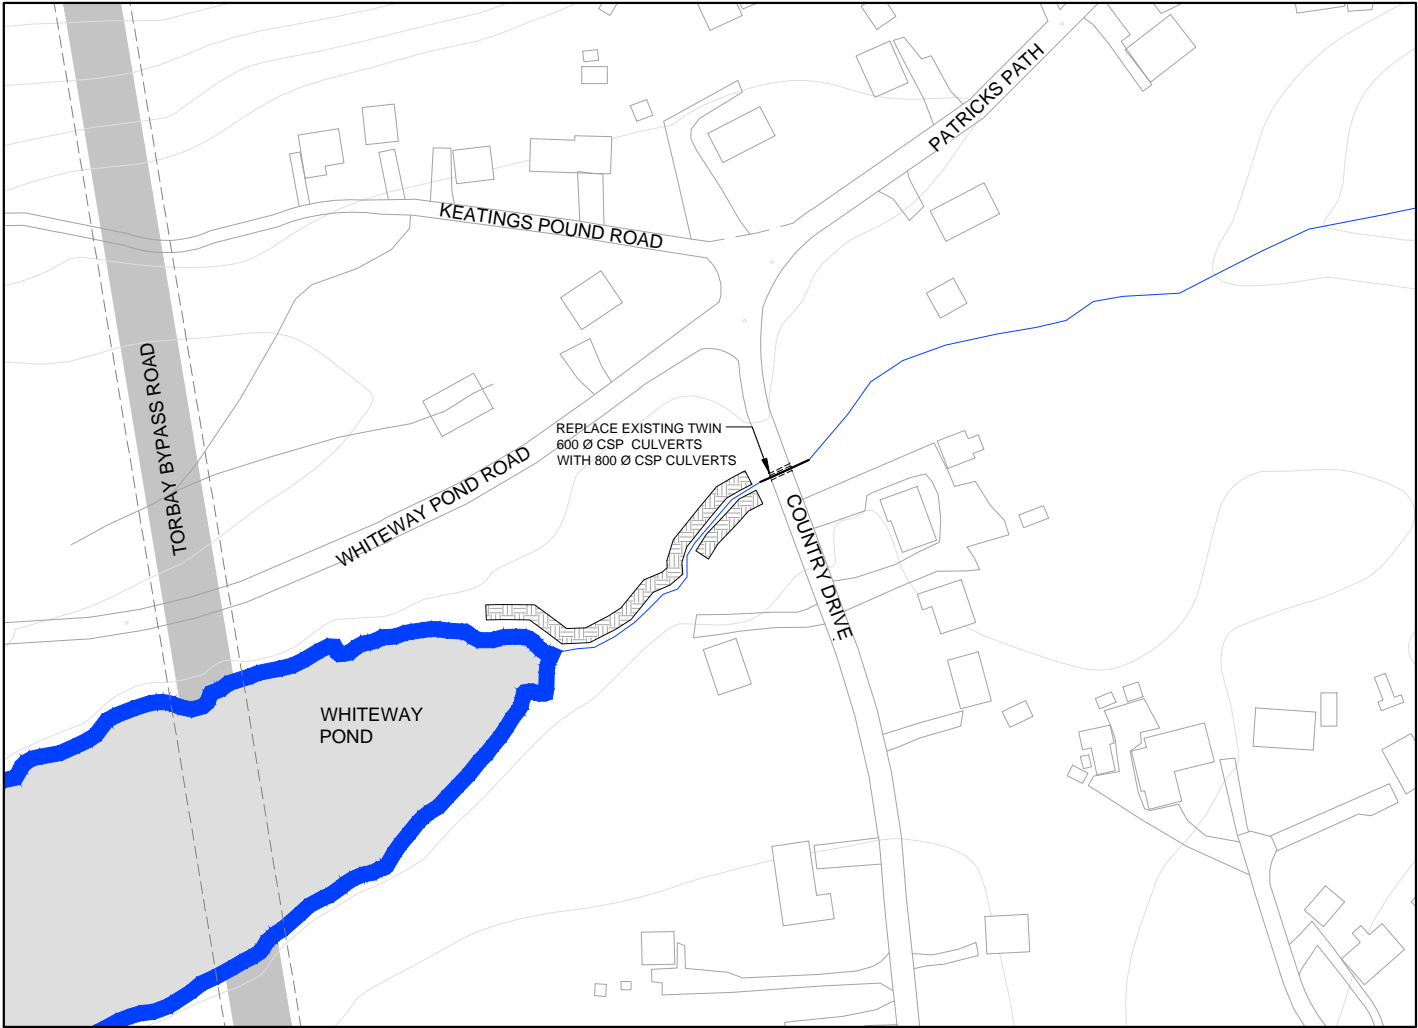 PATRICKS PATH
KEATINGS POUND ROAD
TORBAY BYPASS ROAD
REPLACE EXISTING TWIN
600 Ø CSP CULVERTS
WITH 800 Ø CSP CULVERTS
WHITEWAY POND ROAD
COUNTRY DRIVE
WHITEWAY
POND